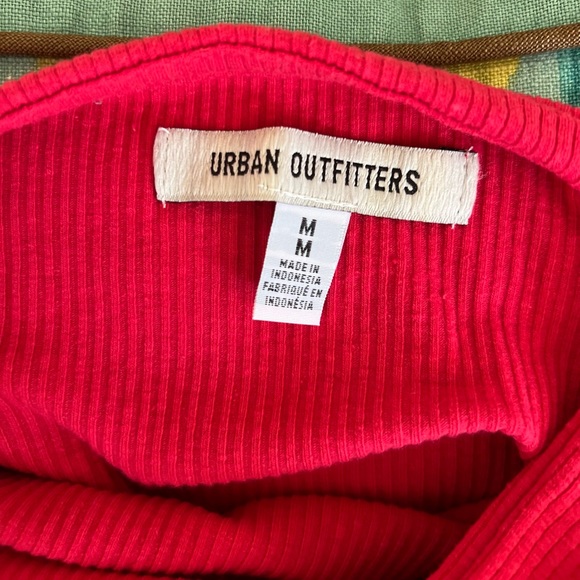 URBAN OUTFITTERS
M
M
MADE IN
INDONESIA
FABRIQUÉ EN
INDONÉSIA